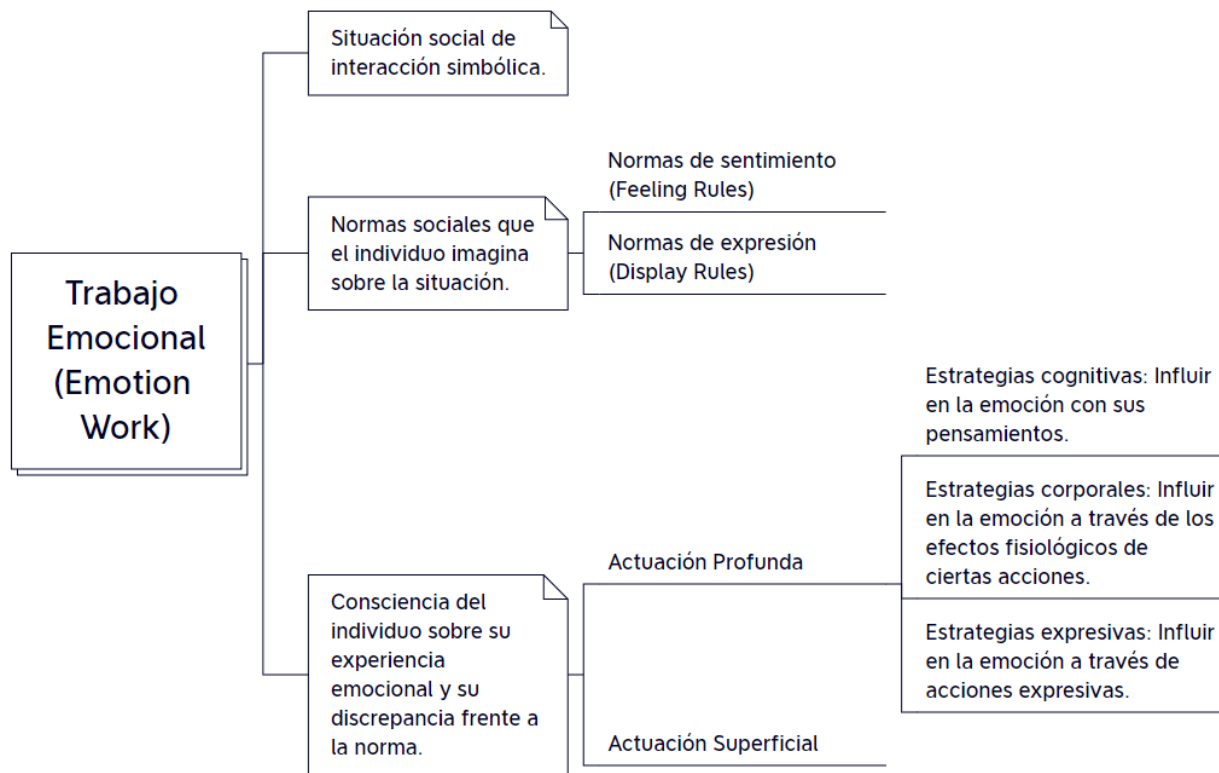 Situación social de
interacción simbólica.
Normas de sentimiento
(Feeling Rules)
Normas sociales que
el individuo imagina
sobre la situación.
Normas de expresión
(Display Rules)
Trabajo
Emocional
(Emotion
Work)
Estrategias cognitivas: Influir
en la emoción con sus
pensamientos.
Estrategias corporales: Influir
en la emoción a través de los
efectos fisiológicos de
ciertas acciones.
Actuación Profunda
Consciencia del
individuo sobre su
experiencia
emocional y su
discrepancia frente a
la norma.
Estrategias expresivas: Influir
en la emoción a través de
acciones expresivas.
Actuación Superficial